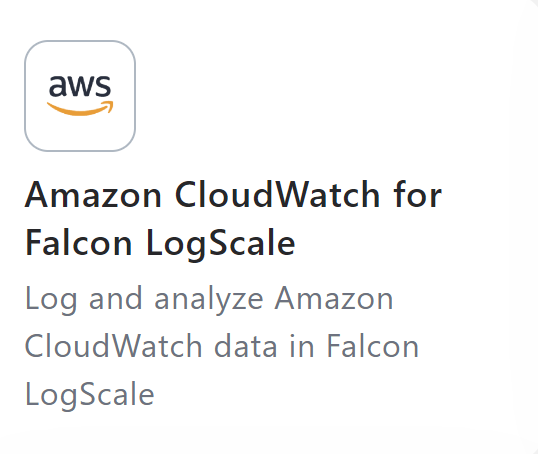 aws
Amazon CloudWatch for
Falcon LogScale
Log and analyze Amazon
CloudWatch data in Falcon
LogScale